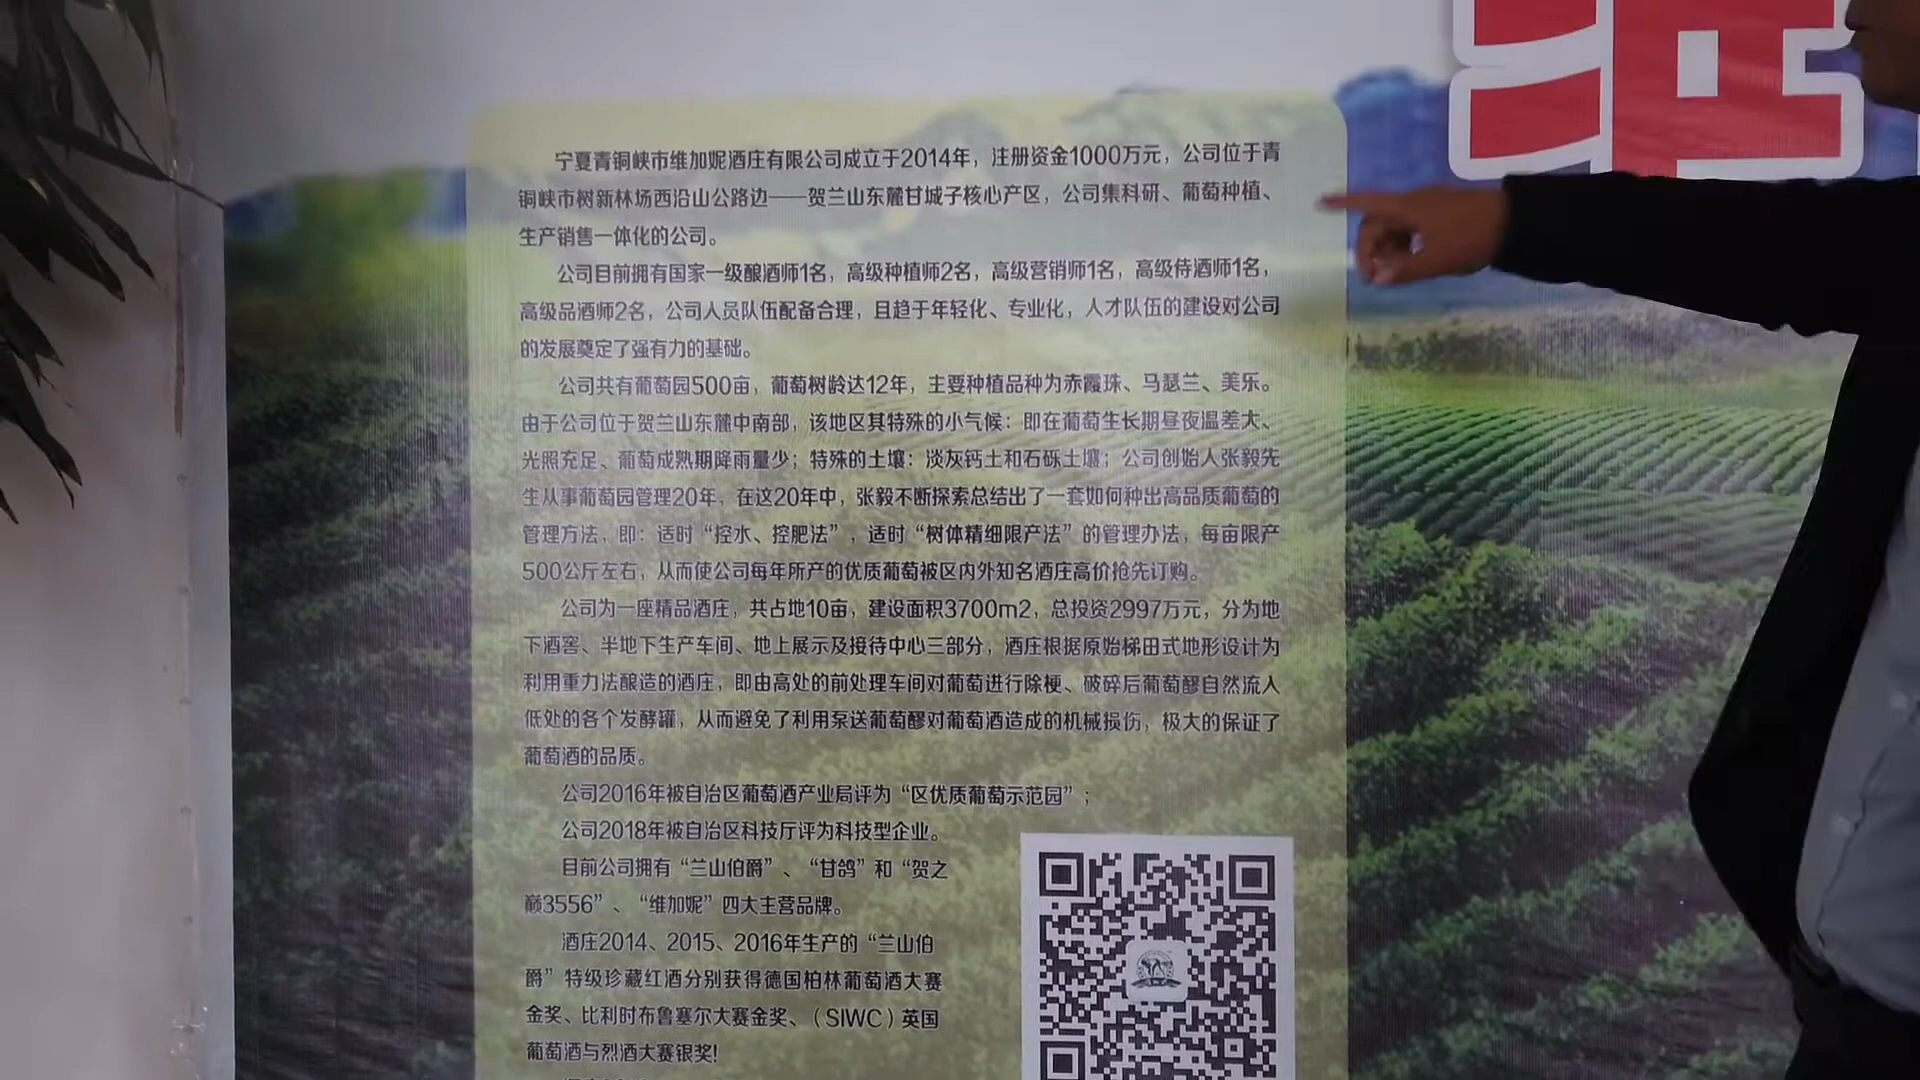 宁夏青铜峡市维加妮酒庄有限公司成立于2014年，注册资金1000万元，公司位于青
铜峡市树新林场西沿山公路边——贺兰山东麓甘城子核心产区，公司集科研、葡萄种植、
生产销售一体化的公司。
公司目前拥有国家一级酿酒师1名，高级种植师2名，高级营销师1名，高级侍酒师1名，
高级品酒师2名，公司人员队伍配备合理，且趋于年轻化、专业化，人才队伍的建设对公司
的发展奠定了强有力的基础。
公司共有葡萄园500亩，葡萄树龄达12年，主要种植品种为赤霞珠、马瑟兰、美乐。
由于公司位于贺兰山东麓中南部，该地区其特殊的小气候：即在葡萄生长期昼夜温差大、
光照充足、葡萄成熟期降雨量少；特殊的土壤：淡灰钙土和石砾土壤；公司创始人张毅先
生从事葡萄园管理20年，在这20年中，张毅不断探索总结出了一套如何种出高品质葡萄的
管理方法，即：适时“控水、控肥法”，适时“树体精细限产法”的管理办法，每亩限产
500公斤左右，从而使公司每年所产的优质葡萄被区内外知名酒庄高价抢先订购。
公司为一座精品酒庄，共占地10亩，建设面积3700m2，总投资2997万元，分为地
下酒窖、半地下生产车间、地上展示及接待中心三部分，酒庄根据原始梯田式地形设计为
利用重力法酿造的酒庄，即由高处的前处理车间对葡萄进行除梗、破碎后葡萄醪自然流入
低处的各个发酵罐，从而避免了利用泵送葡萄醪对葡萄酒造成的机械损伤，极大的保证了
葡萄酒的品质。
公司2016年被自治区葡萄酒产业局评为“区优质葡萄示范园”；
公司2018年被自治区科技厅评为科技型企业。
目前公司拥有“兰山伯爵”、“甘鸽”和“贺之
巅3556”、“维加妮”四大主营品牌。
酒庄2014、2015、2016年生产的“兰山伯
爵”特级珍藏红酒分别获得德国柏林葡萄酒大赛
金奖、比利时布鲁塞尔大赛金奖、（SIWC）英国
葡萄酒与烈酒大赛银奖！